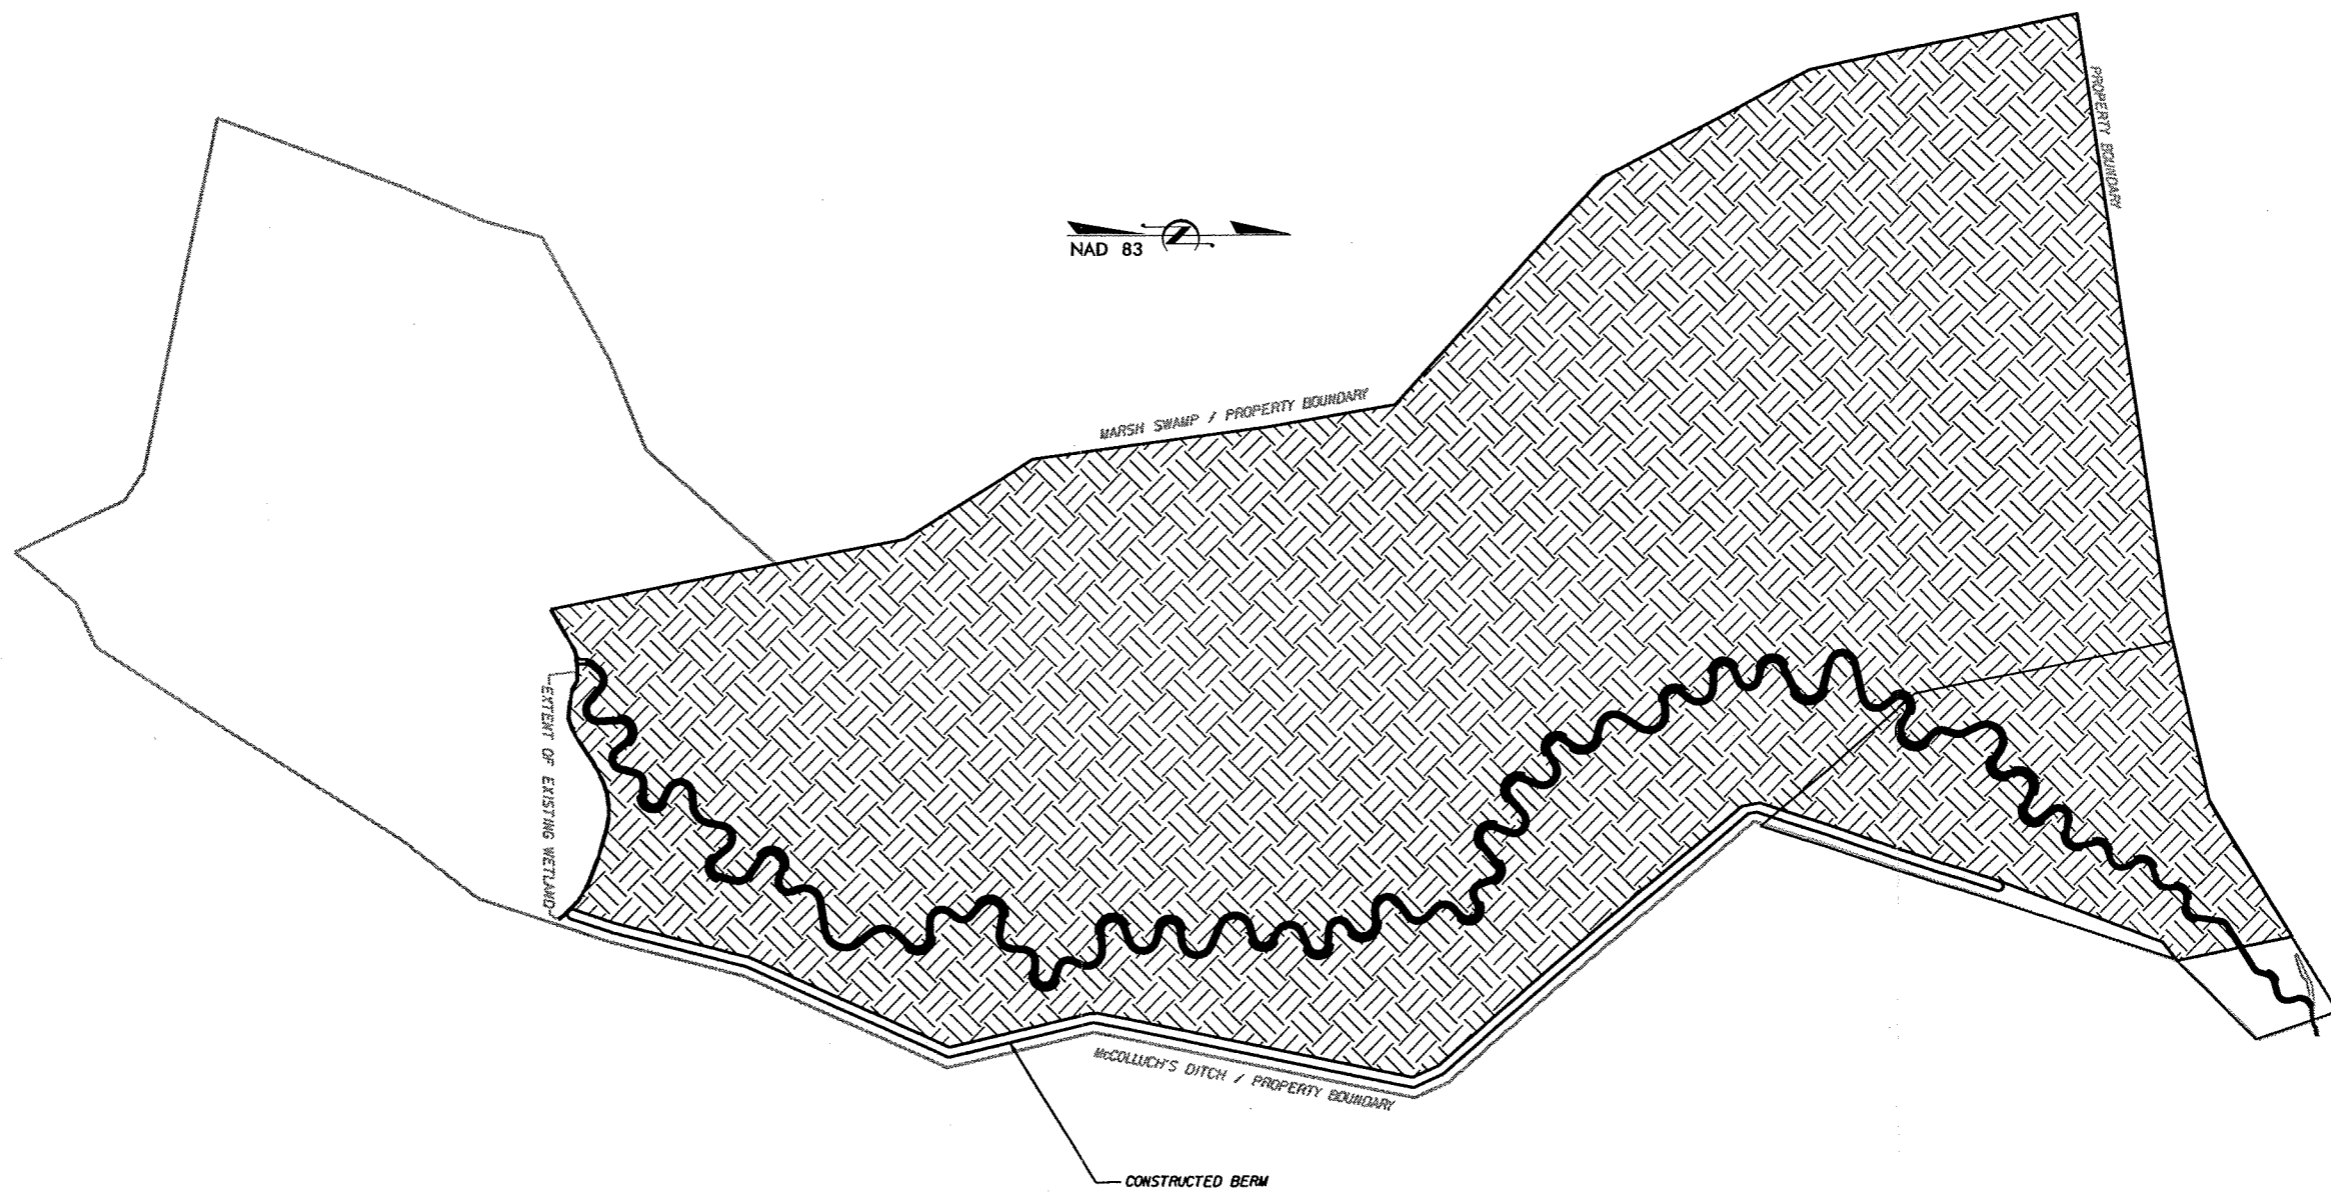 PROPERTY BOUNDARY
NAD 83
MARSH SWAMP / PROPERTY BOUNDARY
EXTENT OF EXISTING WETLAND
McCOLLUCH'S DITCH / PROPERTY BOUNDARY
CONSTRUCTED BERM